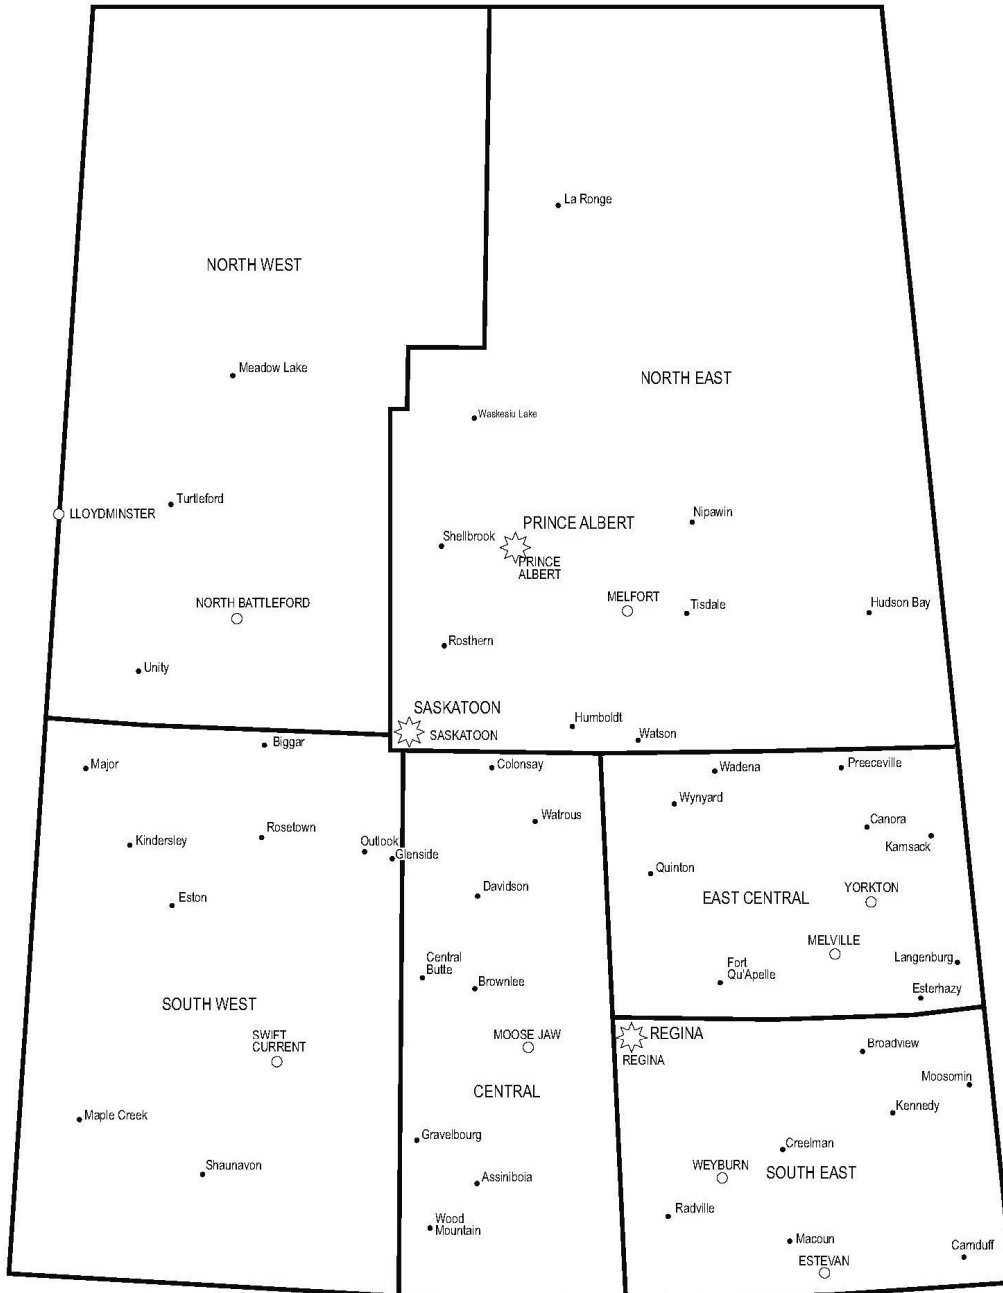 La Ronge
NORTH WEST
Meadow Lake
NORTH EAST
Waskesiu Lake
Turtleford
LLOYDMINSTER
Nipawin
PRINCE ALBERT
Shellbrook
PRINCE
ALBERT
MELFORT
NORTH BATTLEFORD
Tisdale
Hudson Bay
Rosthern
Unity
SASKATOON
SASKATOON
Humboldt
Watson
Biggar
Major
Colonsay
Wadena
Preeceville
Wynyard
Watrous
Canora
Rosetown
Kindersley
Outlook
Glenside
Kamsack
Quinton
Davidson
YORKTON
Eston
EAST CENTRAL
MELVILLE
Central
Butte
Langenburg
Fort
Qu'Apelle
Brownlee
Esterhazy
SOUTH WEST
SWIFT
CURRENT
MOOSE JAW
REGINA
REGINA
Broadview
Moosomin
CENTRAL
Kennedy
Maple Creek
Gravelbourg
Creelman
Shaunavon
WEYBURN
SOUTH EAST
Assiniboia
Radville
Wood
Mountain
Macoun
Carnduff
ESTEVAN